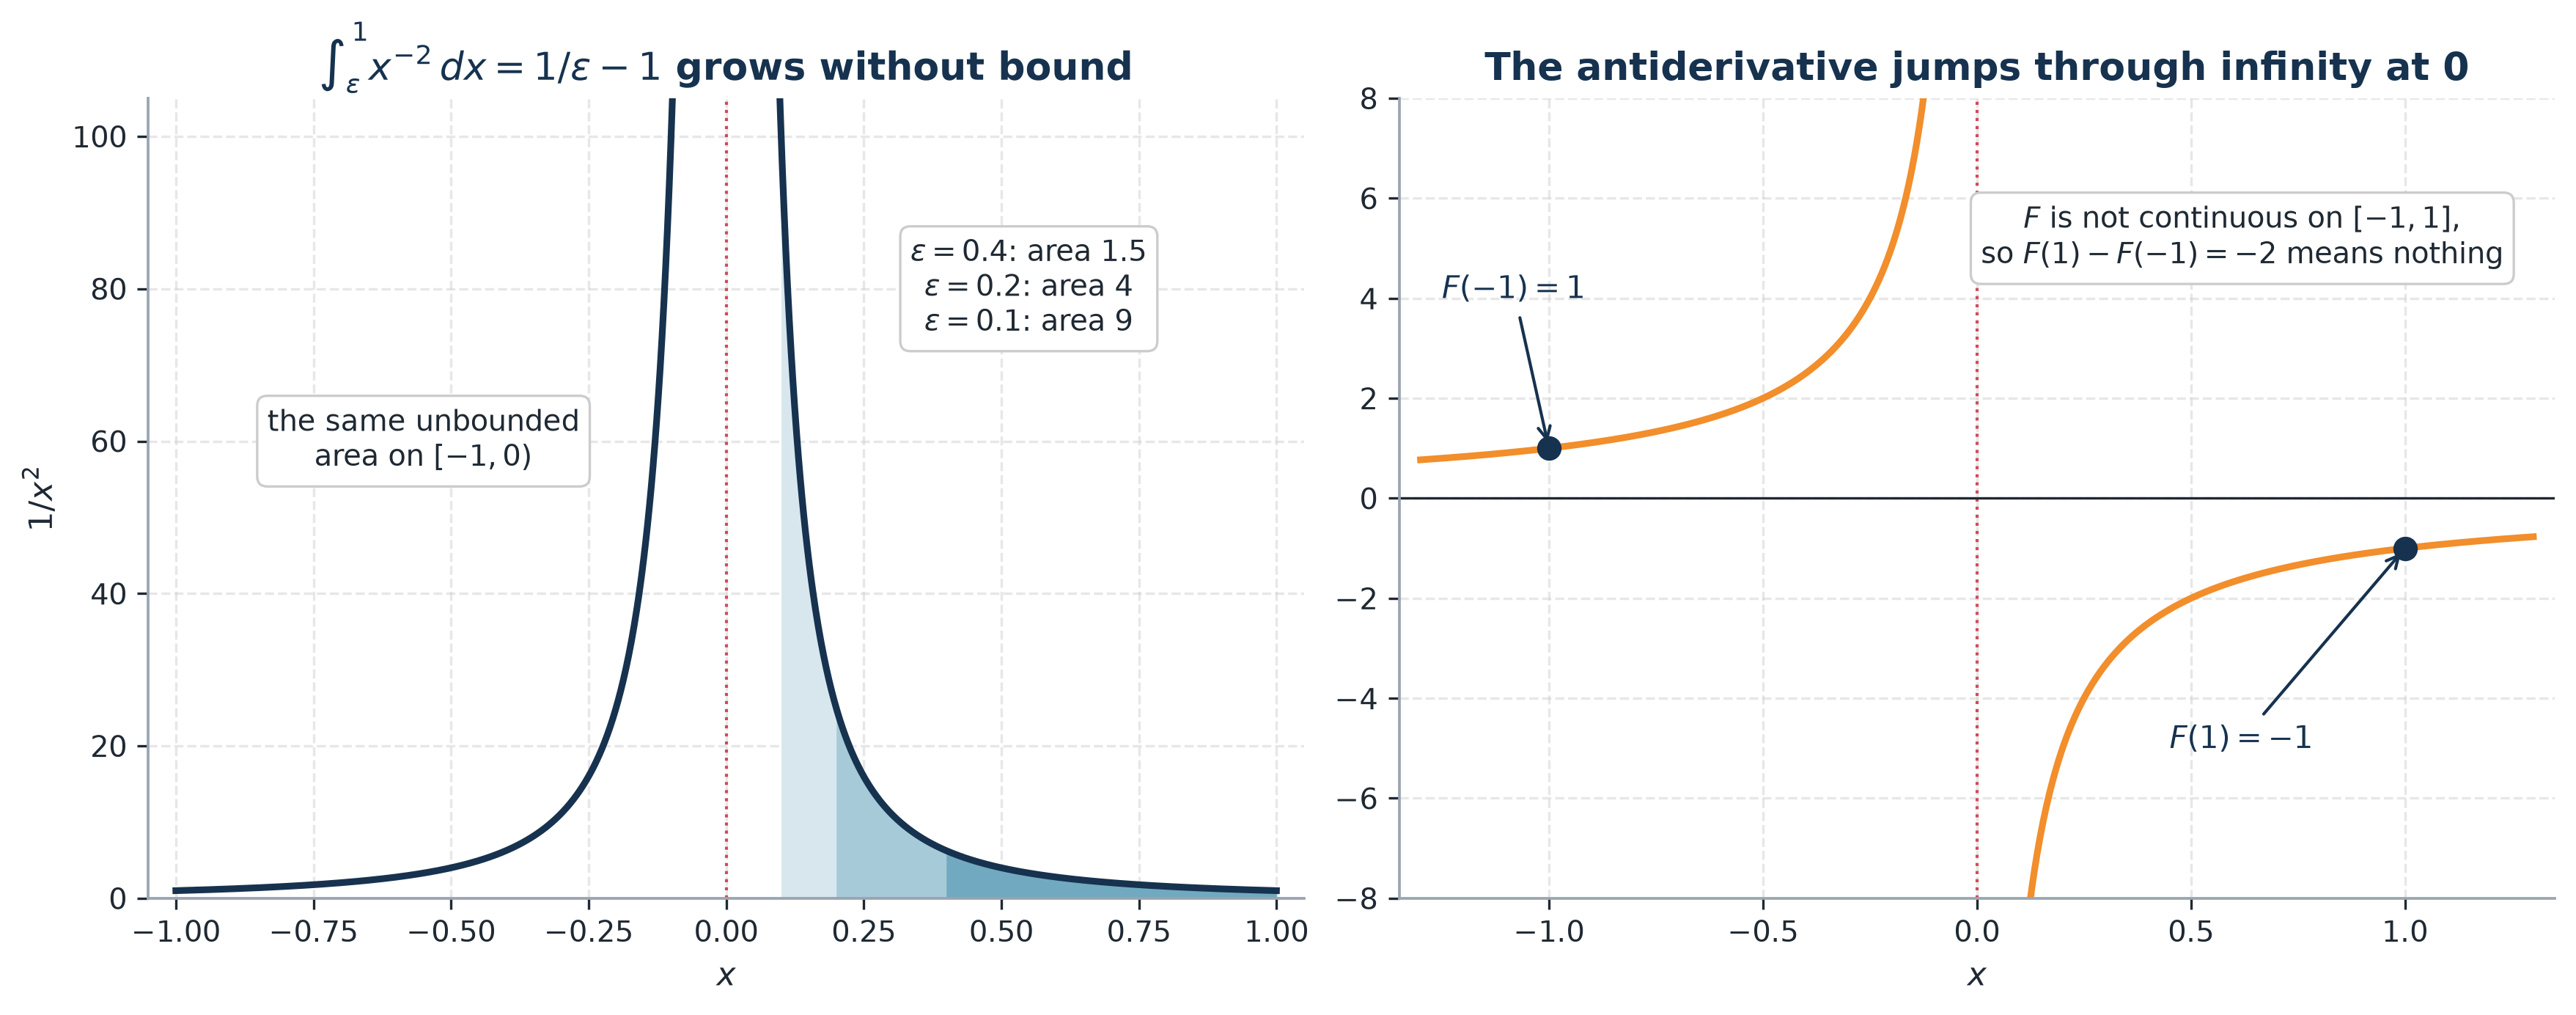 ∫_ε^1 x^−2 dx = 1/ε − 1 grows without bound
1/x^2
100
80
60
40
20
0
ε = 0.4: area 1.5
ε = 0.2: area 4
ε = 0.1: area 9
the same unbounded
area on [−1, 0)
−1.00 −0.75 −0.50 −0.25 0.00 0.25 0.50 0.75 1.00
x
The antiderivative jumps through infinity at 0
8
6
4
2
0
−2
−4
−6
−8
F is not continuous on [−1, 1],
so F(1) − F(−1) = −2 means nothing
F(−1) = 1
F(1) = −1
−1.0 −0.5 0.0 0.5 1.0
x